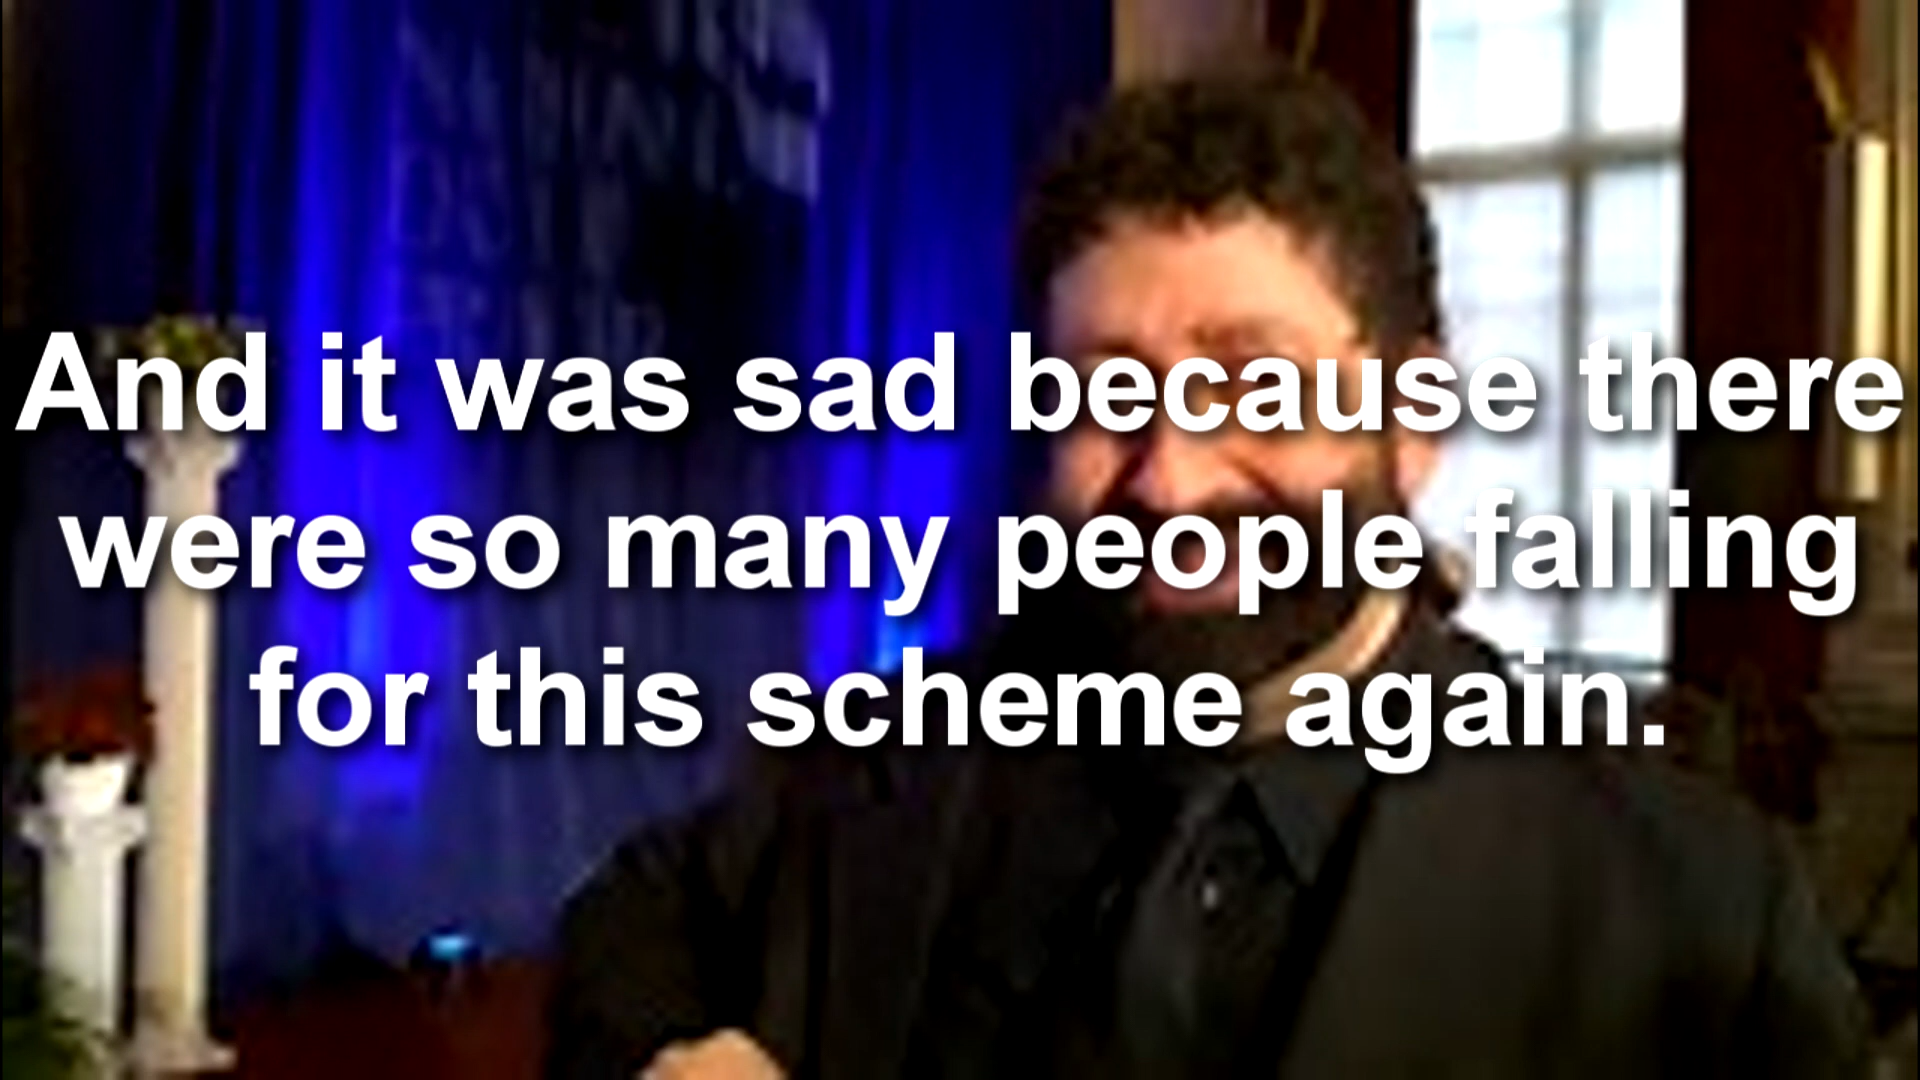 And it was sad because there
were so many people falling
for this scheme again.